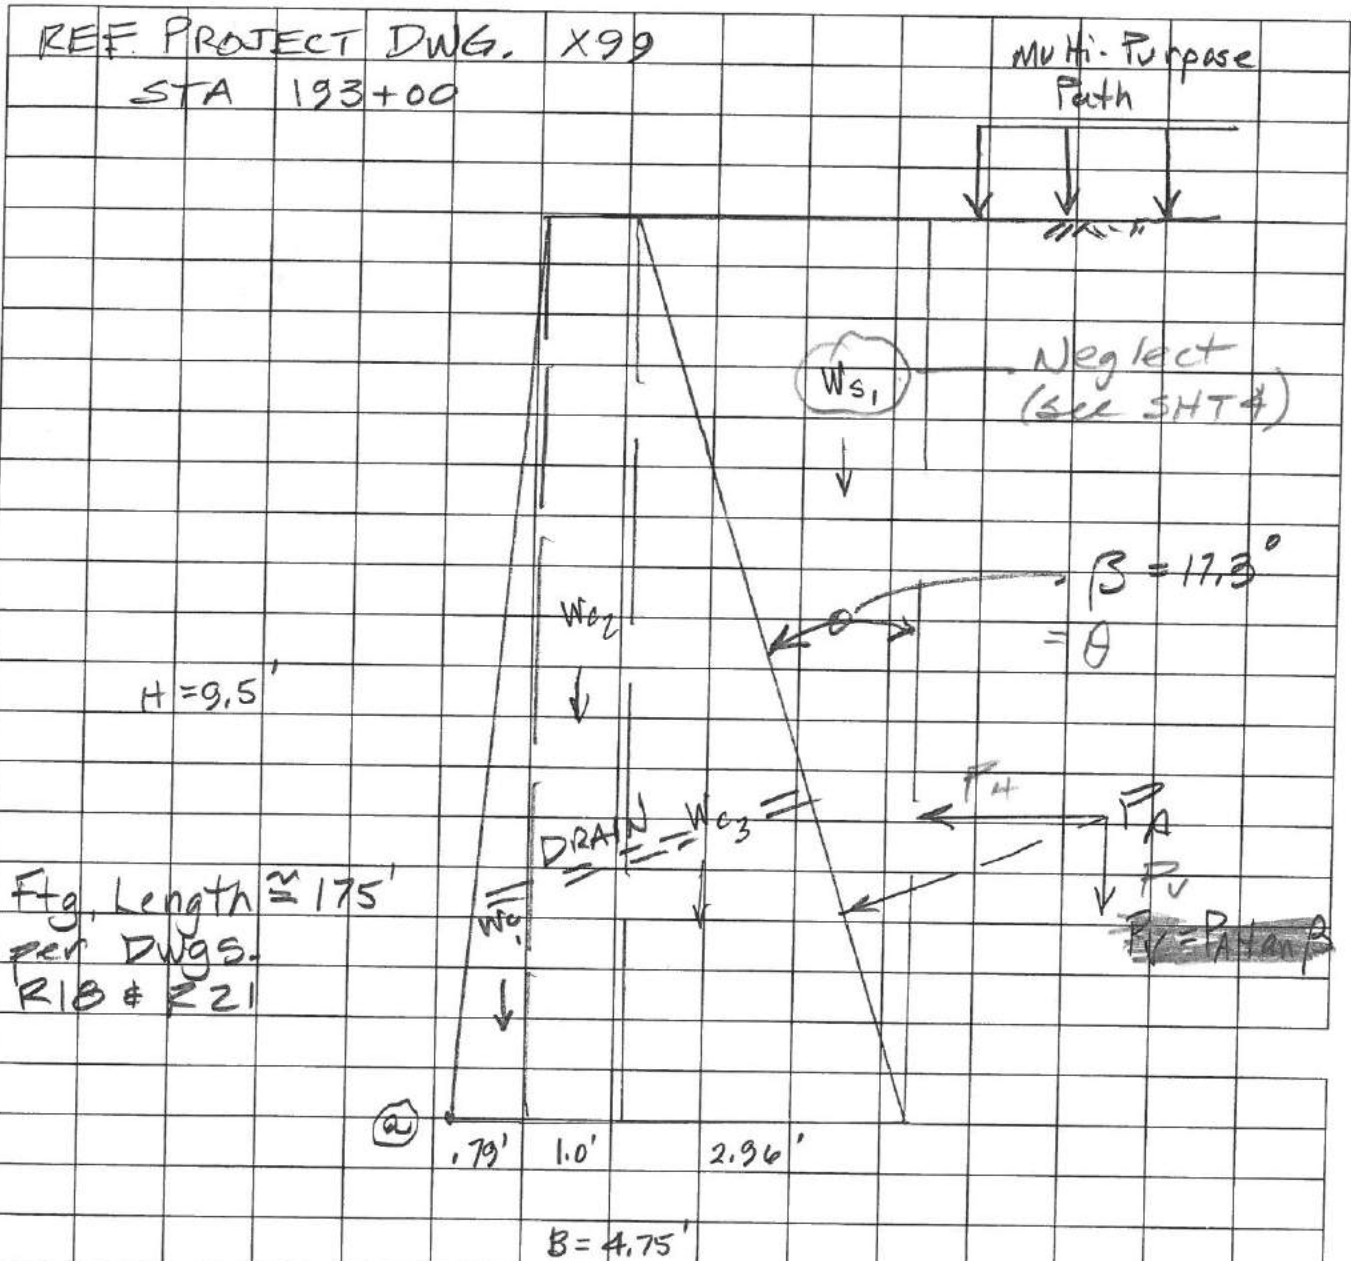 REF. PROJECT DWG. X99
STA 193+00
Multi-Purpose
Path
Ws1
Neglect
(see SHT4)
β = 17.3°
= θ
Wc2
H = 9.5'
PH
PA
DRAIN
Wc3
PV
Ftg. Length ≅ 175'
per Dwgs.
R18 & R21
Wc1
PV = PA tan β
a
.79' 1.0' 2.96'
B = 4.75'